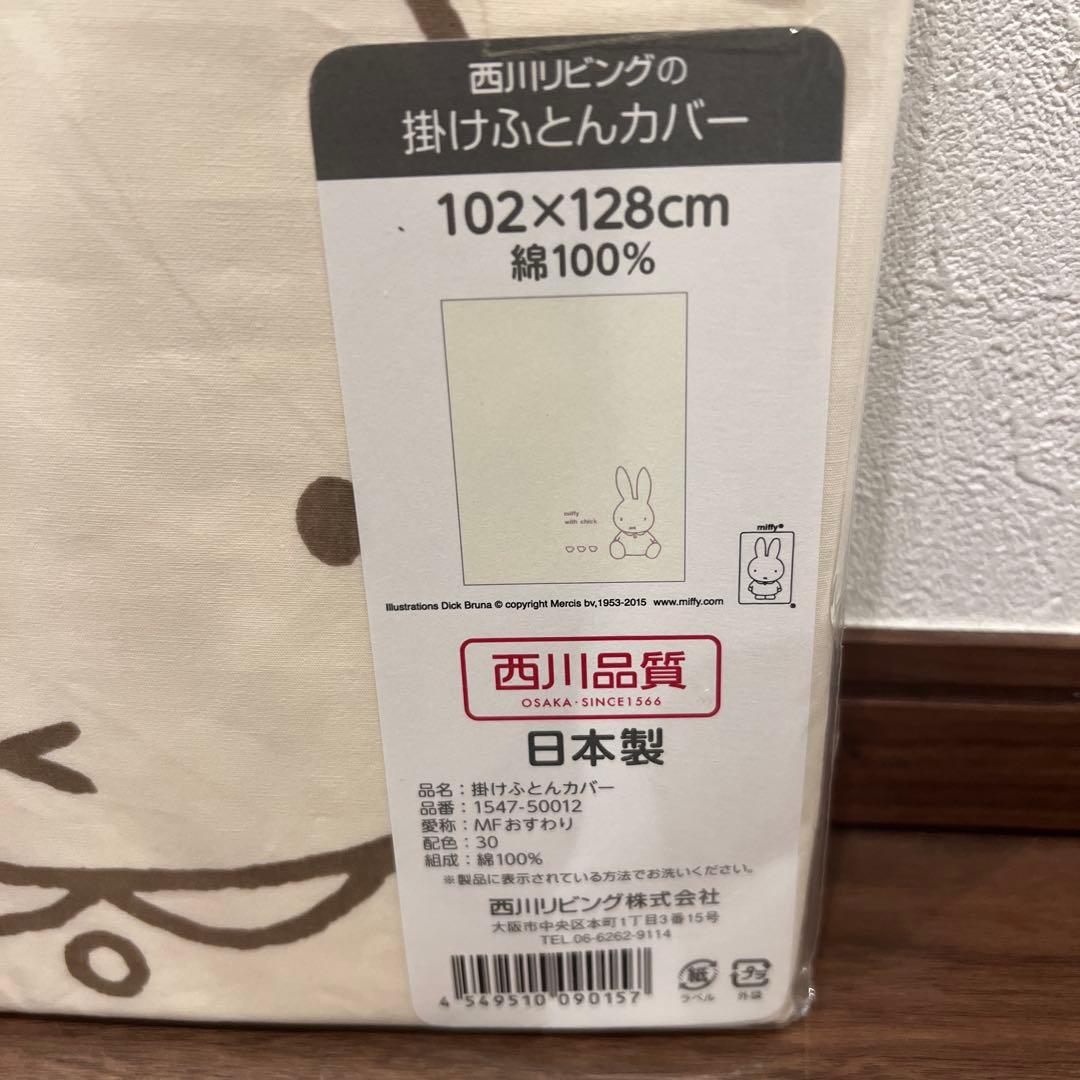 西川リビングの
掛けふとんカバー
102×128cm
綿100%
miffy
with chick
miffy®
Illustrations Dick Bruna © copyright Mercis bv,1953-2015 www.miffy.com
西川品質
OSAKA・SINCE1566
日本製
品名：掛けふとんカバー
品番：1547-50012
愛称：MFおすわり
配色：30
組成：綿100%
※製品に表示されている方法でお洗いください。
西川リビング株式会社
大阪市中央区本町1丁目3番15号
TEL.06-6262-9114
4 549510 090157
紙
ラベル
プラ
外袋